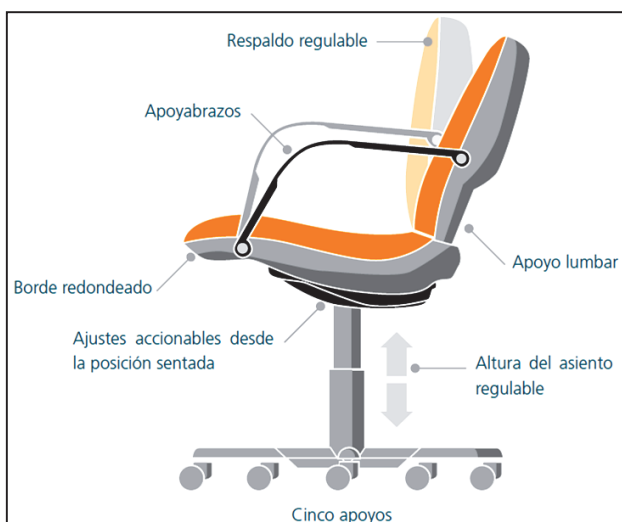 Respaldo regulable
Apoyabrazos
Apoyo lumbar
Borde redondeado
Ajustes accionables desde
la posición sentada
Altura del asiento
regulable
Cinco apoyos